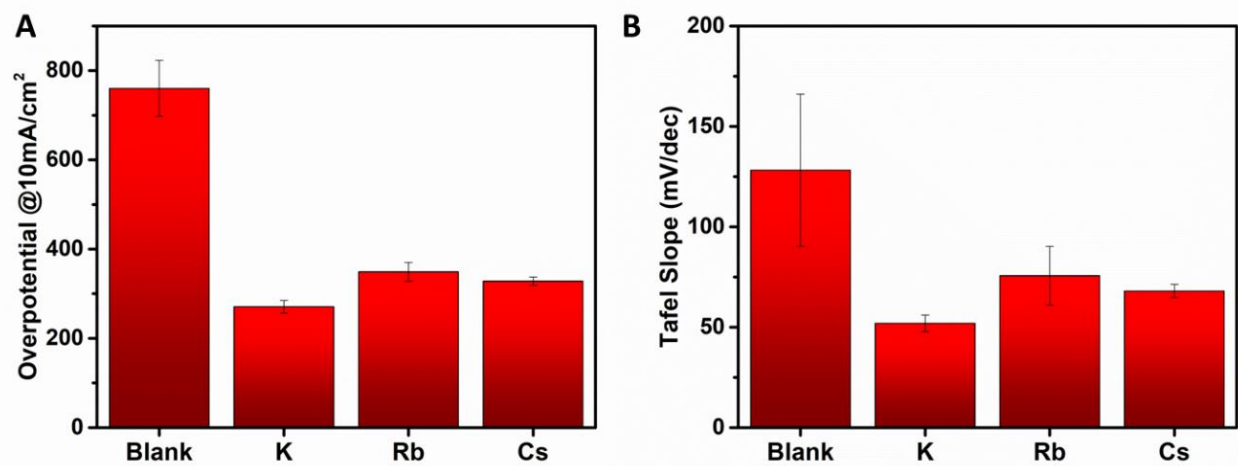 A
Overpotential @10mA/cm²
800
600
400
200
0
Blank K Rb Cs
B
Tafel Slope (mV/dec)
200
150
100
50
0
Blank K Rb Cs